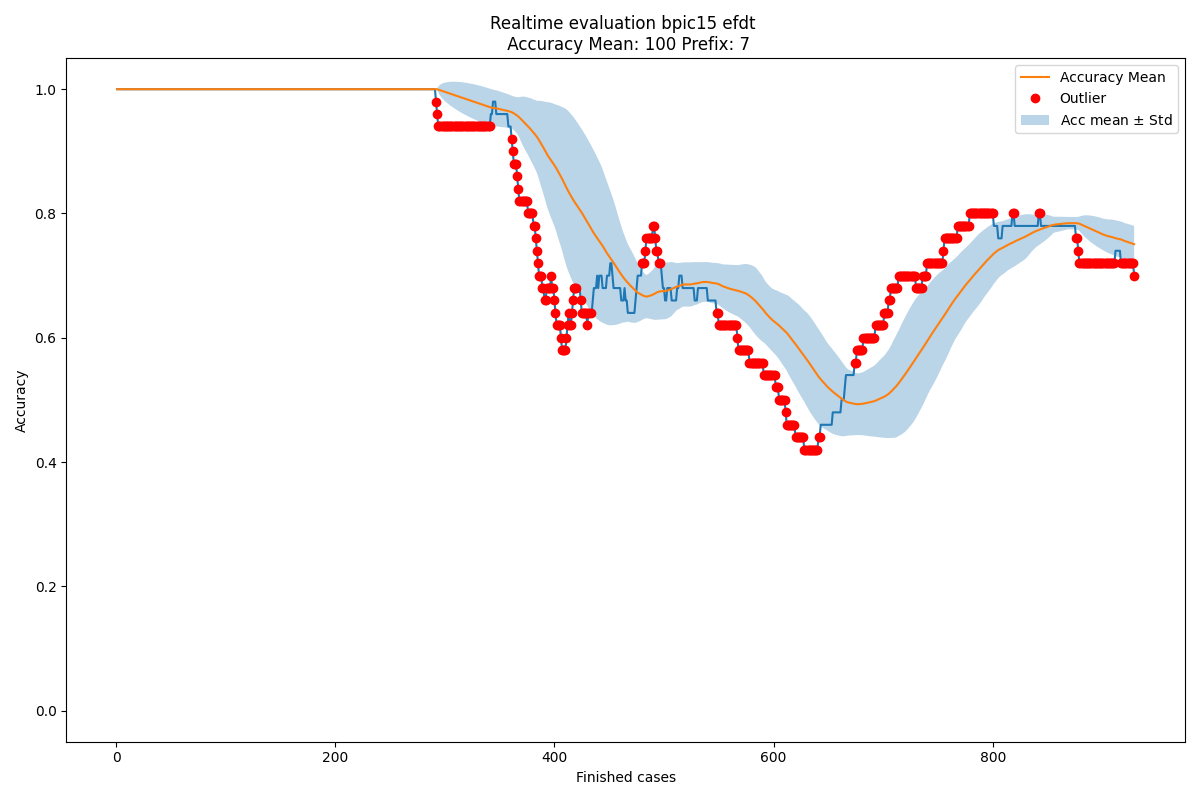 Realtime evaluation bpic15 efdt
Accuracy Mean: 100 Prefix: 7
Accuracy Mean
Outlier
Acc mean ± Std
1.0
0.8
0.6
0.4
0.2
0.0
Accuracy
0
200
400
600
800
Finished cases